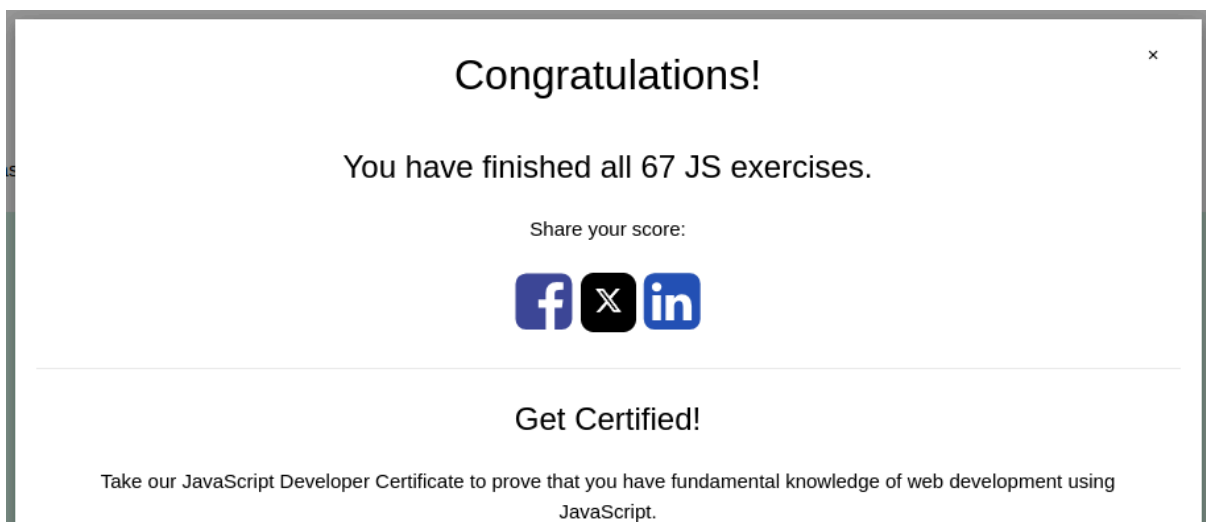 ×
Congratulations!
You have finished all 67 JS exercises.
Share your score:
f X in
Get Certified!
Take our JavaScript Developer Certificate to prove that you have fundamental knowledge of web development using
JavaScript.